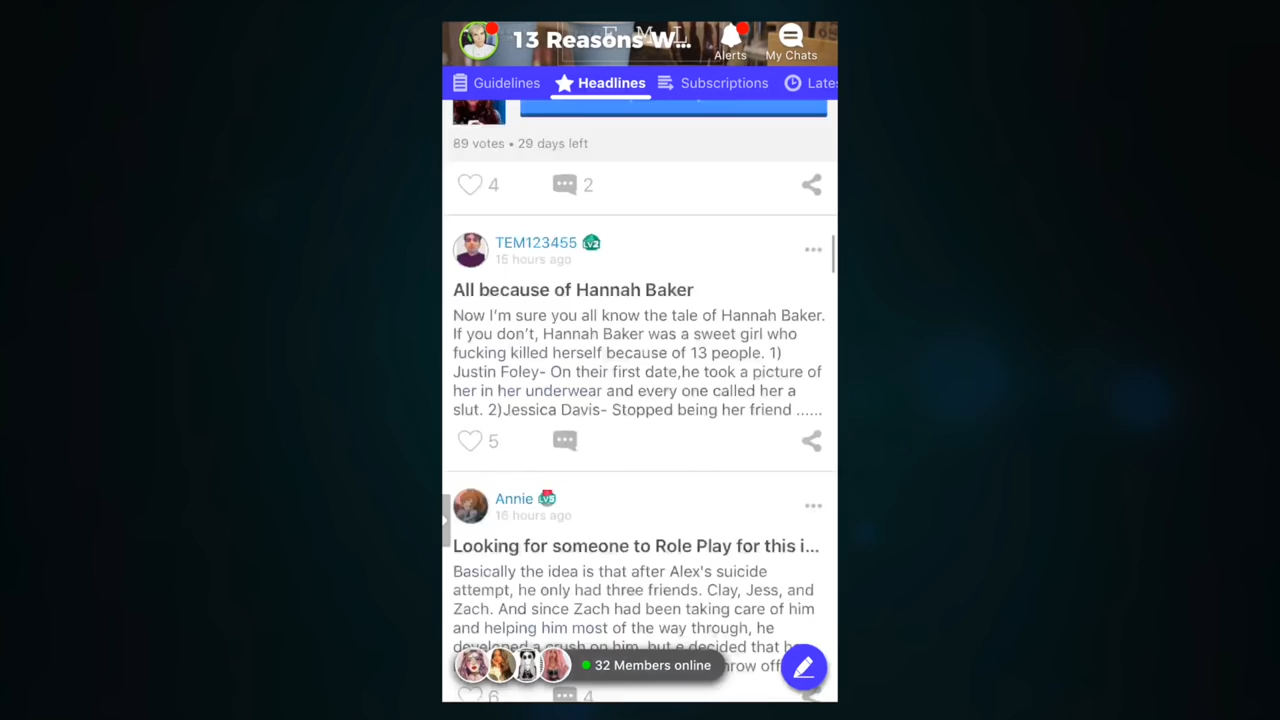 13 Reasons W...
Alerts
My Chats
Guidelines
Headlines
Subscriptions
Late
89 votes • 29 days left
4
2
TEM123455 LV2
15 hours ago
All because of Hannah Baker
Now I'm sure you all know the tale of Hannah Baker.
If you don't, Hannah Baker was a sweet girl who
fucking killed herself because of 13 people. 1)
Justin Foley- On their first date,he took a picture of
her in her underwear and every one called her a
slut. 2)Jessica Davis- Stopped being her friend ......
5
Annie LV5
16 hours ago
Looking for someone to Role Play for this i...
Basically the idea is that after Alex's suicide
attempt, he only had three friends. Clay, Jess, and
Zach. And since Zach had been taking care of him
and helping him most of the way through, he
developed a crush on him, but decided that
hrow off
32 Members online
6
4